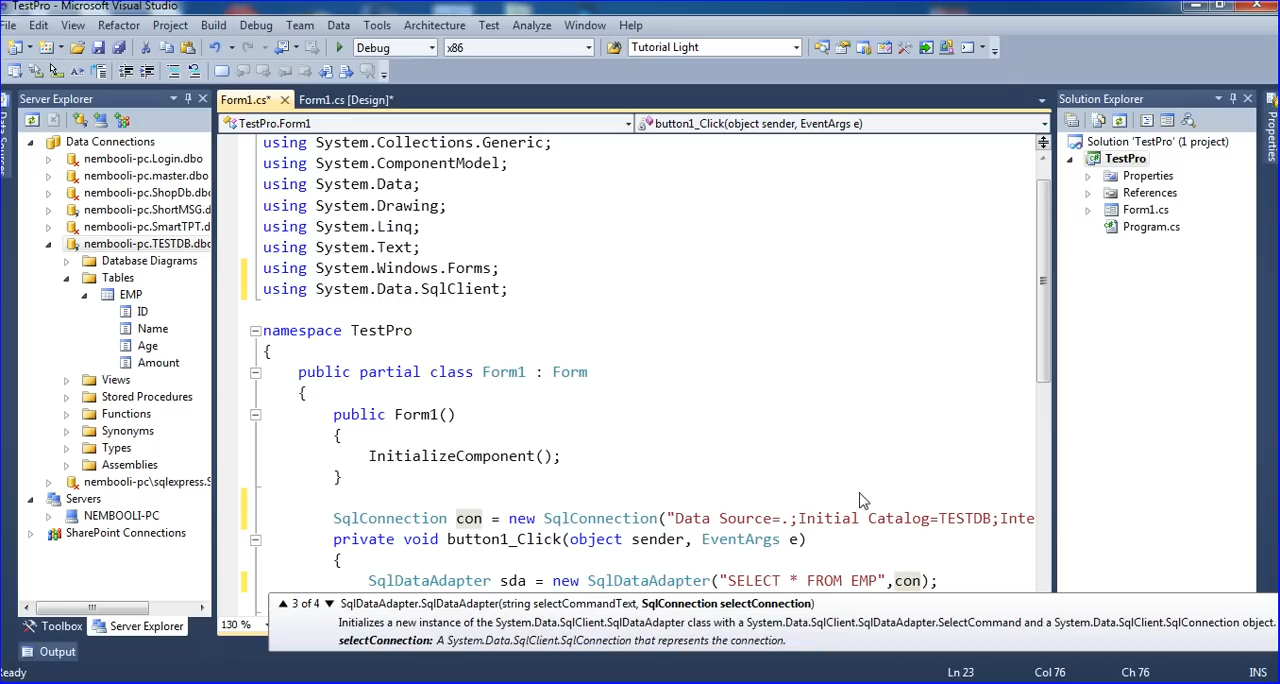 TestPro - Microsoft Visual Studio
File Edit View Refactor Project Build Debug Team Data Tools Architecture Test Analyze Window Help
Debug x86 Tutorial Light
Server Explorer
Form1.cs* Form1.cs [Design]*
Solution Explorer
TestPro.Form1 button1_Click(object sender, EventArgs e)
Data Sources
Properties
Data Connections
nembooli-pc.Login.dbo
nembooli-pc.master.dbo
nembooli-pc.ShopDb.dbc
nembooli-pc.ShortMSG.d
nembooli-pc.SmartTPT.d
nembooli-pc.TESTDB.dbc
Database Diagrams
Tables
EMP
ID
Name
Age
Amount
Views
Stored Procedures
Functions
Synonyms
Types
Assemblies
nembooli-pc\sqlexpress.S
Servers
NEMBOOLI-PC
SharePoint Connections
Toolbox Server Explorer
Output
using System.Collections.Generic;
using System.ComponentModel;
using System.Data;
using System.Drawing;
using System.Linq;
using System.Text;
using System.Windows.Forms;
using System.Data.SqlClient;
namespace TestPro
{
public partial class Form1 : Form
{
public Form1()
{
InitializeComponent();
}
SqlConnection con = new SqlConnection("Data Source=.;Initial Catalog=TESTDB;Inte
private void button1_Click(object sender, EventArgs e)
{
SqlDataAdapter sda = new SqlDataAdapter("SELECT * FROM EMP",con);
3 of 4 SqlDataAdapter.SqlDataAdapter(string selectCommandText, SqlConnection selectConnection)
Initializes a new instance of the System.Data.SqlClient.SqlDataAdapter class with a System.Data.SqlClient.SqlDataAdapter.SelectCommand and a System.Data.SqlClient.SqlConnection object.
selectConnection: A System.Data.SqlClient.SqlConnection that represents the connection.
130 %
Solution 'TestPro' (1 project)
TestPro
Properties
References
Form1.cs
Program.cs
Ready Ln 23 Col 76 Ch 76 INS